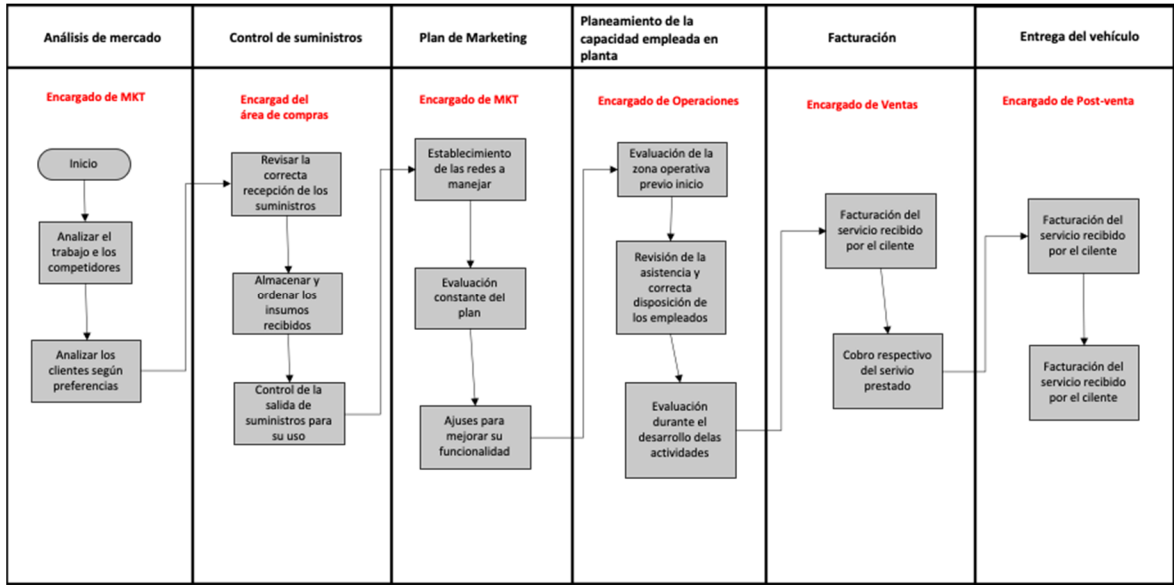 Análisis de mercado
Control de suministros
Plan de Marketing
Planeamiento de la
capacidad empleada en
planta
Facturación
Entrega del vehículo
Encargado de MKT
Encargad del
área de compras
Encargado de MKT
Encargado de Operaciones
Encargado de Ventas
Encargado de Post-venta
Inicio
Analizar el
trabajo e los
competidores
Analizar los
clientes según
preferencias
Revisar la
correcta
recepción de los
suministros
Almacenar y
ordenar los
insumos
recibidos
Control de la
salida de
suministros para
su uso
Establecimiento
de las redes a
manejar
Evaluación
constante del
plan
Ajuses para
mejorar su
funcionalidad
Evaluación de la
zona operativa
previo inicio
Revisión de la
asistencia y
correcta
disposición de
los empleados
Evaluación
durante el
desarrollo delas
actividades
Facturación del
servicio recibido
por el cilente
Cobro respectivo
del serivio
prestado
Facturación del
servicio recibido
por el cilente
Facturación del
servicio recibido
por el cilente